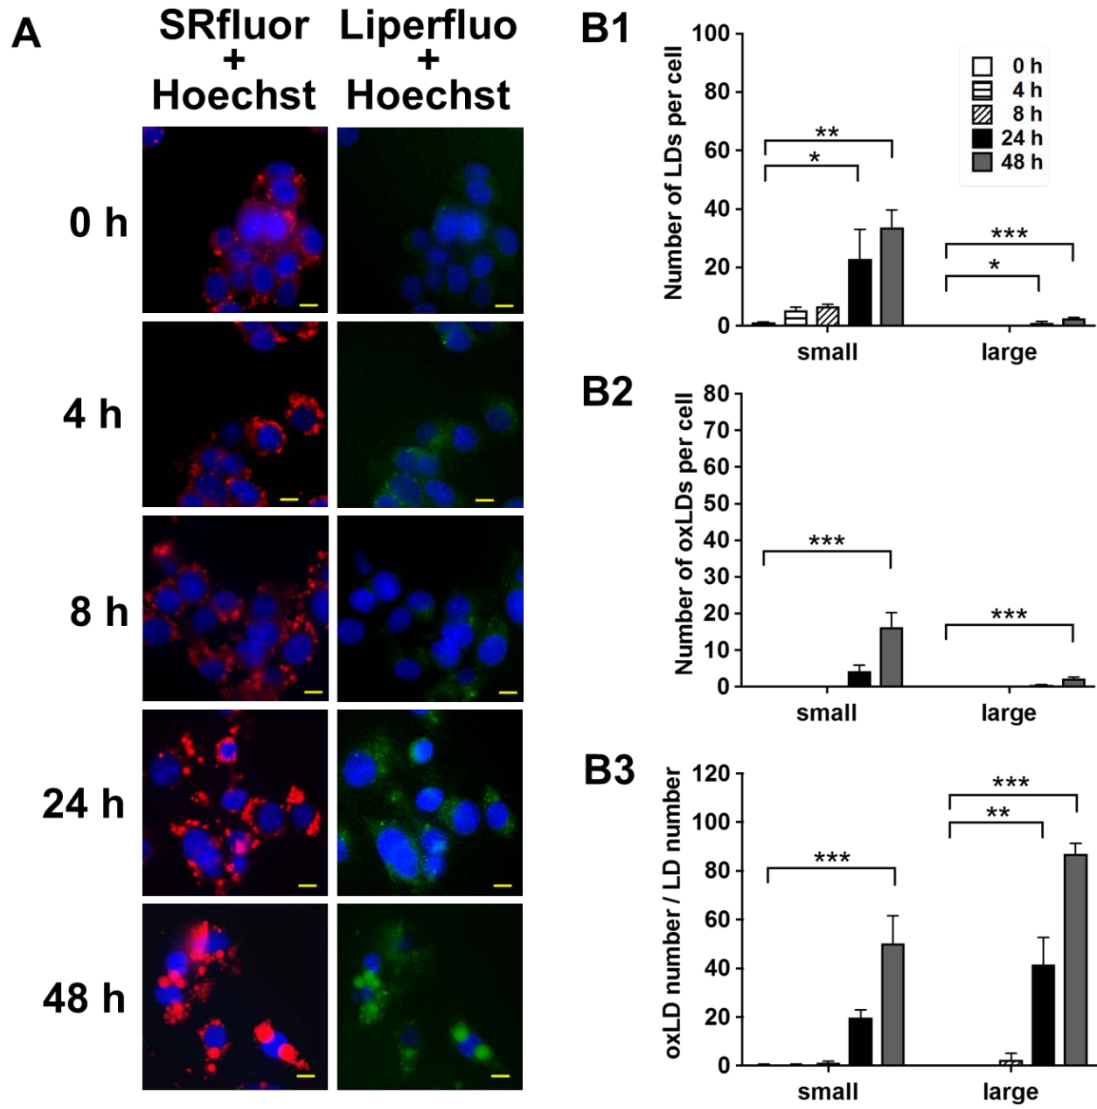 A
SRfluor
+
Hoechst
Liperfluo
+
Hoechst
0 h
4 h
8 h
24 h
48 h
B1
Number of LDs per cell
100
80
60
40
20
0
**
*
***
*
0 h
4 h
8 h
24 h
48 h
small
large
B2
Number of oxLDs per cell
80
70
60
50
40
30
20
10
0
***
***
small
large
B3
oxLD number / LD number
120
100
80
60
40
20
0
***
***
**
small
large